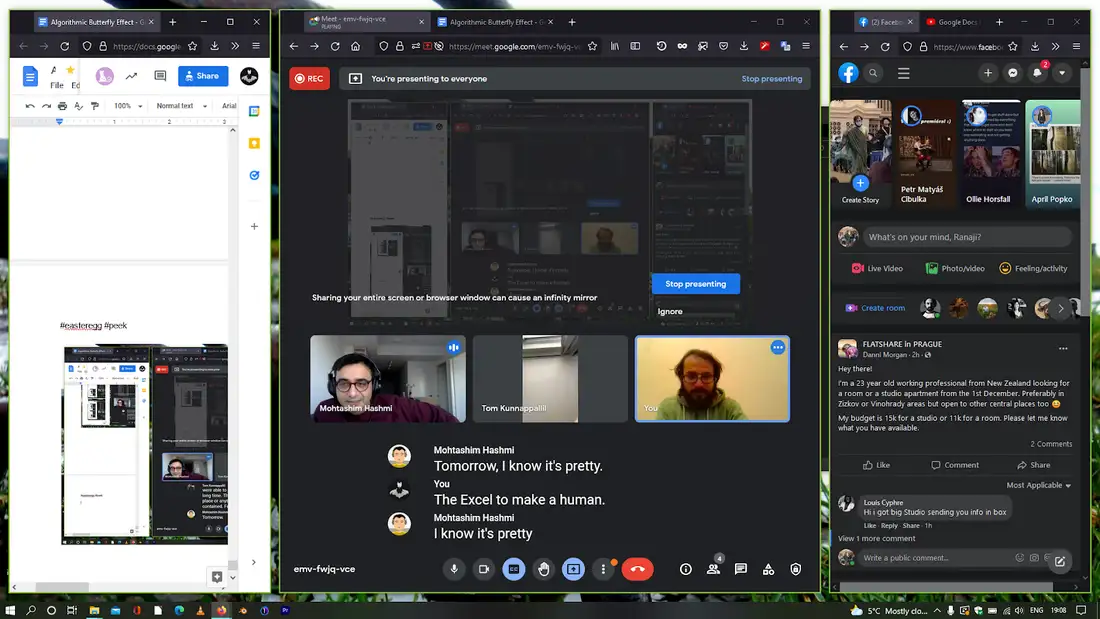 Algorithmic Butterfly Effect - G
https://docs.google
A
File Ed
Share
100%
Normal text
Arial
1 2
#easteregg #peek
Meet - emv-fwjq-vce
PLAYING
Algorithmic Butterfly Effect - G
https://meet.google.com/emv-fwjq-v
REC
You're presenting to everyone
Stop presenting
Stop presenting
Sharing your entire screen or browser window can cause an infinity mirror
Ignore
Mohtashim Hashmi
Tom Kunnappallil
You
Mohtashim Hashmi
Tomorrow, I know it's pretty.
You
The Excel to make a human.
Mohtashim Hashmi
I know it's pretty
emv-fwjq-vce
4
(2) Facebook
YouTube Google Docs
https://www.facebo
2
Create Story
Petr Matyáš Cibulka
Ollie Horsfall
April Popko
What's on your mind, Ranaji?
Live Video
Photo/video
Feeling/activity
Create room
FLATSHARE in PRAGUE
Danni Morgan · 2h ·
Hey there!
I'm a 23 year old working professional from New Zealand looking for
a room or a studio apartment from the 1st December. Preferably in
Zizkov or Vinohrady areas but open to other central places too 😊
My budget is 15k for a studio or 11k for a room. Please let me know
what you have available.
2 Comments
Like
Comment
Share
Most Applicable
Louis Cyphre
Hi i got big Studio sending you info in box
Like · Reply · Share · 1h
View 1 more comment
Write a public comment...
5°C Mostly clo...
ENG
19:08